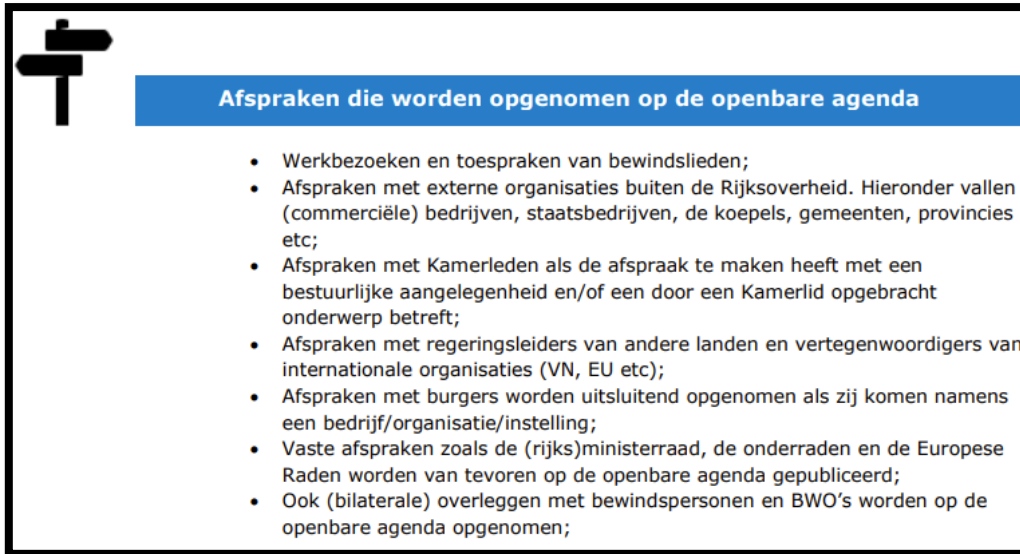 Afspraken die worden opgenomen op de openbare agenda
• Werkbezoeken en toespraken van bewindslieden;
• Afspraken met externe organisaties buiten de Rijksoverheid. Hieronder vallen
(commerciële) bedrijven, staatsbedrijven, de koepels, gemeenten, provincies
etc;
• Afspraken met Kamerleden als de afspraak te maken heeft met een
bestuurlijke aangelegenheid en/of een door een Kamerlid opgebracht
onderwerp betreft;
• Afspraken met regeringsleiders van andere landen en vertegenwoordigers van
internationale organisaties (VN, EU etc);
• Afspraken met burgers worden uitsluitend opgenomen als zij komen namens
een bedrijf/organisatie/instelling;
• Vaste afspraken zoals de (rijks)ministerraad, de onderraden en de Europese
Raden worden van tevoren op de openbare agenda gepubliceerd;
• Ook (bilaterale) overleggen met bewindspersonen en BWO’s worden op de
openbare agenda opgenomen;